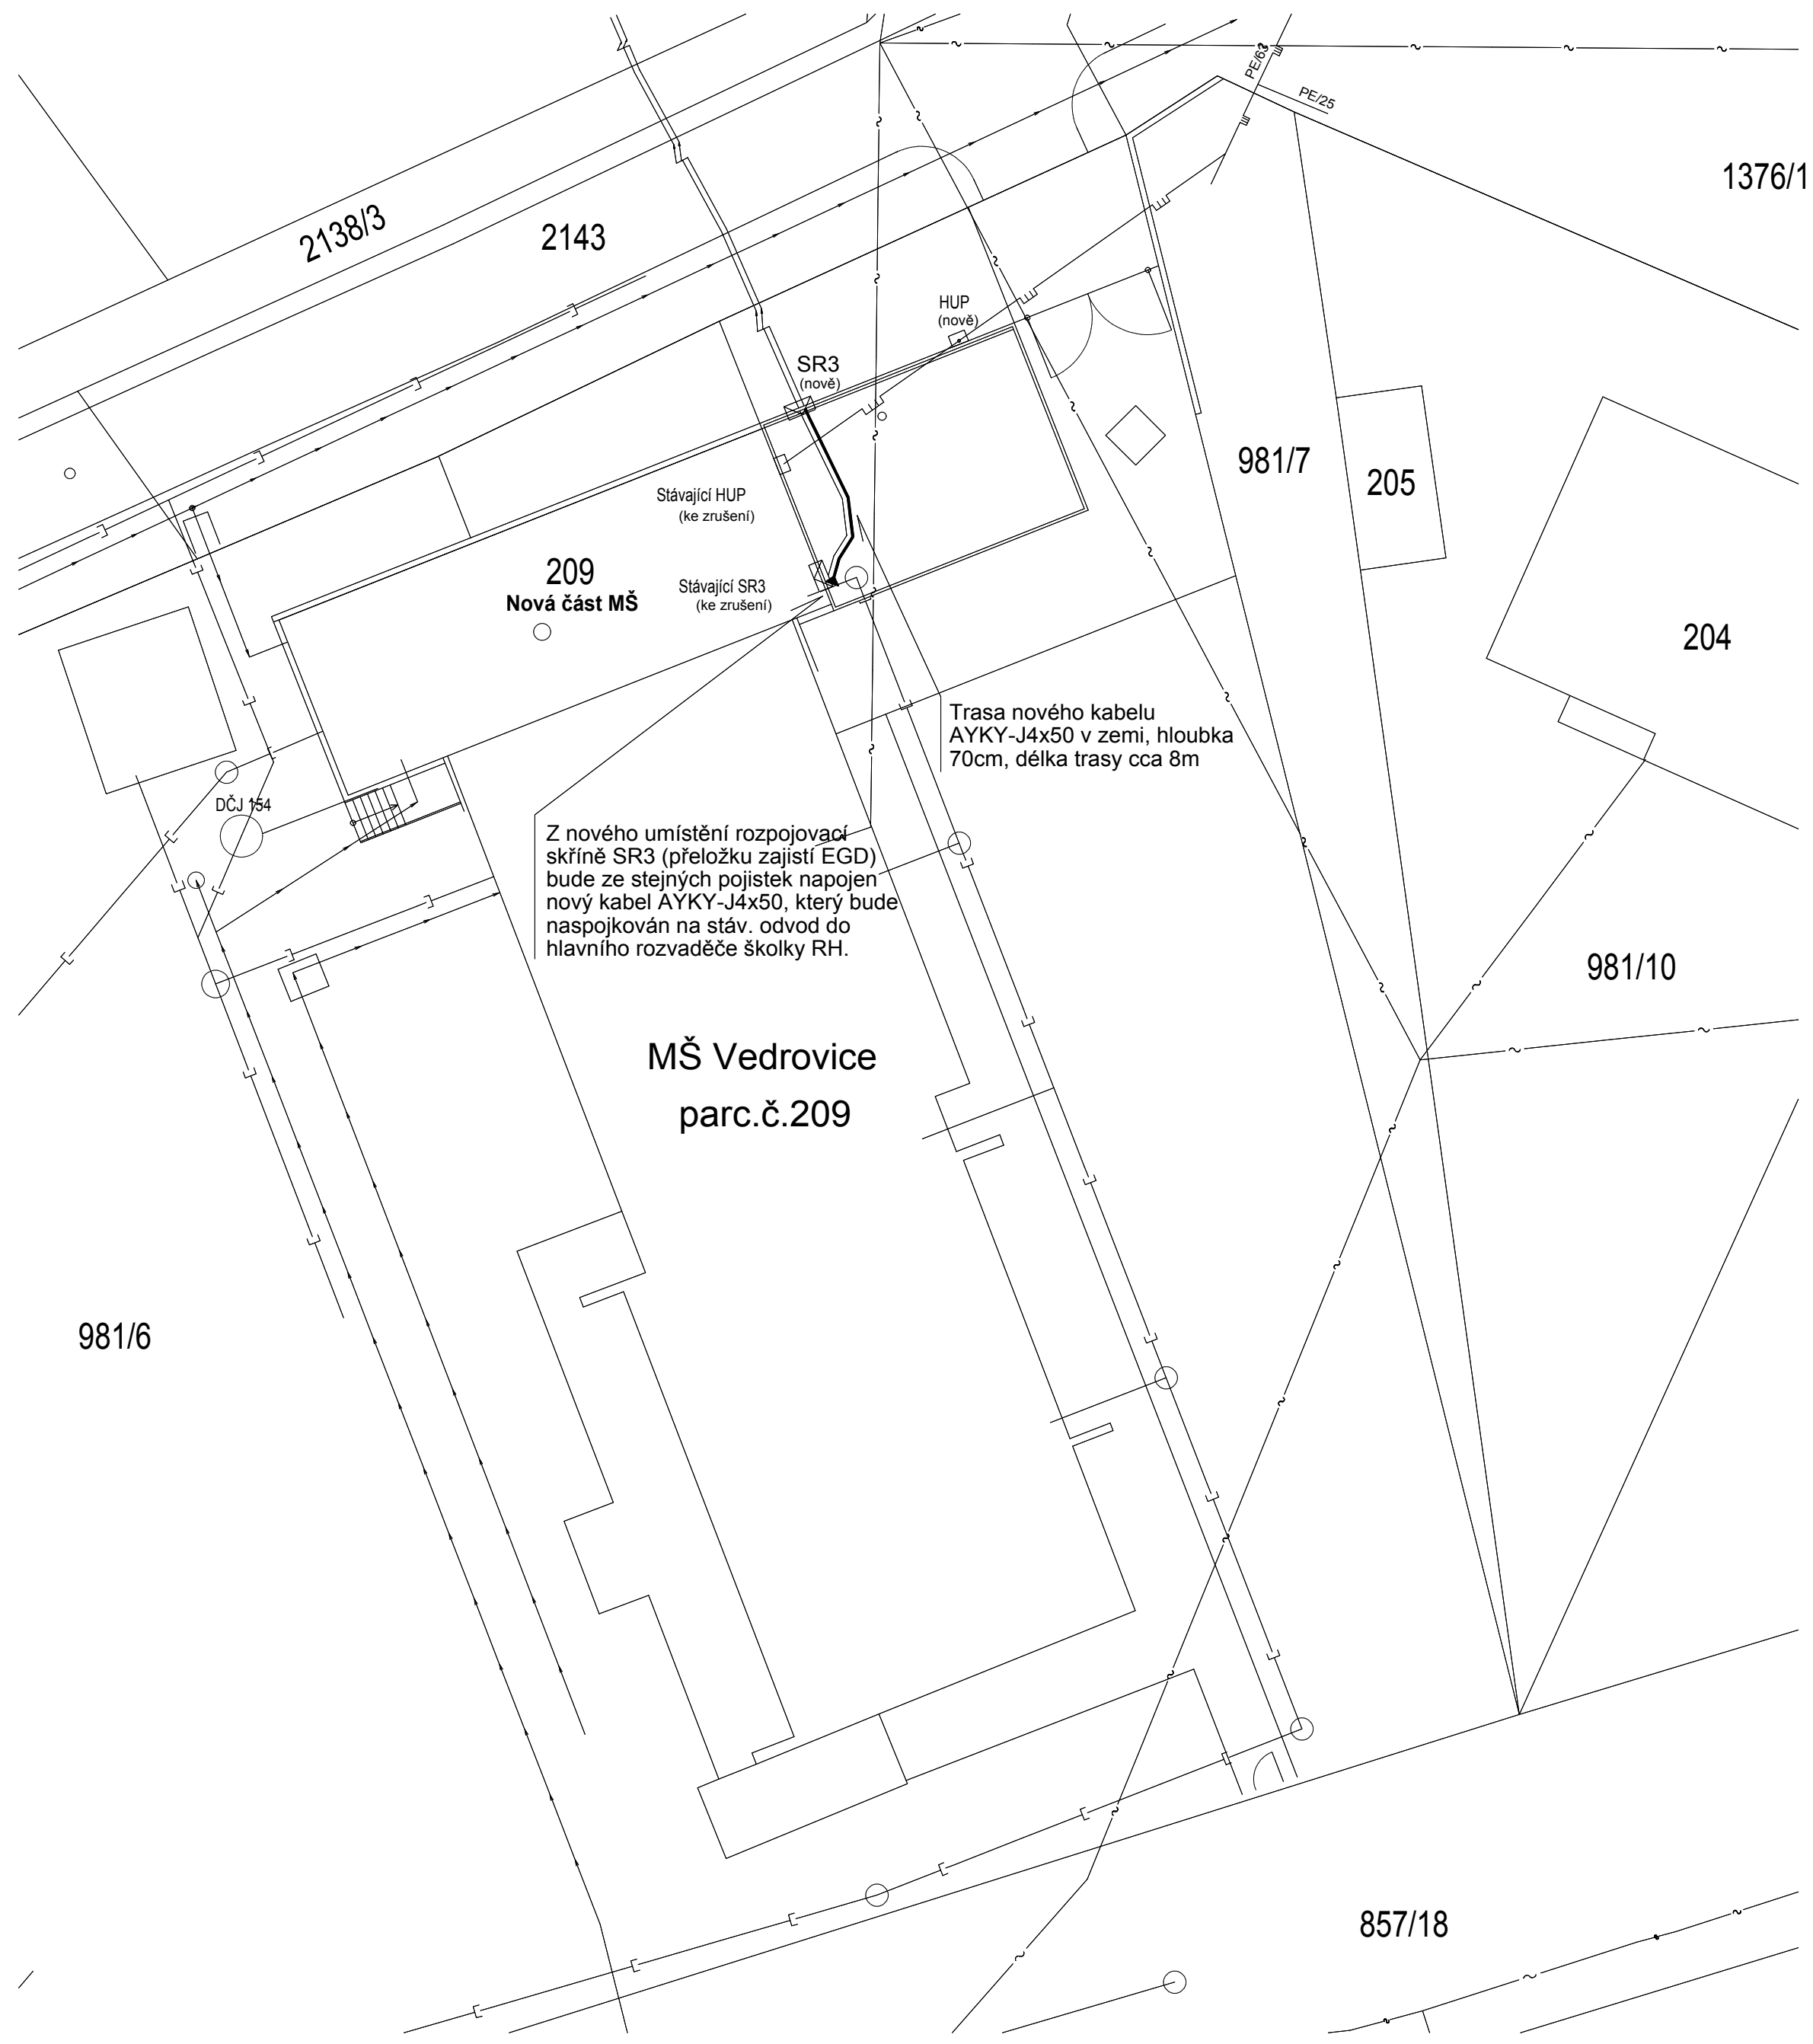 PE/63
PE/25
1376/1
2138/3
2143
HUP
(nově)
SR3
(nově)
981/7
205
Stávající HUP
(ke zrušení)
209
Nová část MŠ
Stávající SR3
(ke zrušení)
204
Trasa nového kabelu
AYKY-J4x50 v zemi, hloubka
70cm, délka trasy cca 8m
DČJ 154
Z nového umístění rozpojovací
skříně SR3 (přeložku zajistí EGD)
bude ze stejných pojistek napojen
nový kabel AYKY-J4x50, který bude
naspojkován na stáv. odvod do
hlavního rozvaděče školky RH.
981/10
MŠ Vedrovice
parc.č.209
981/6
857/18